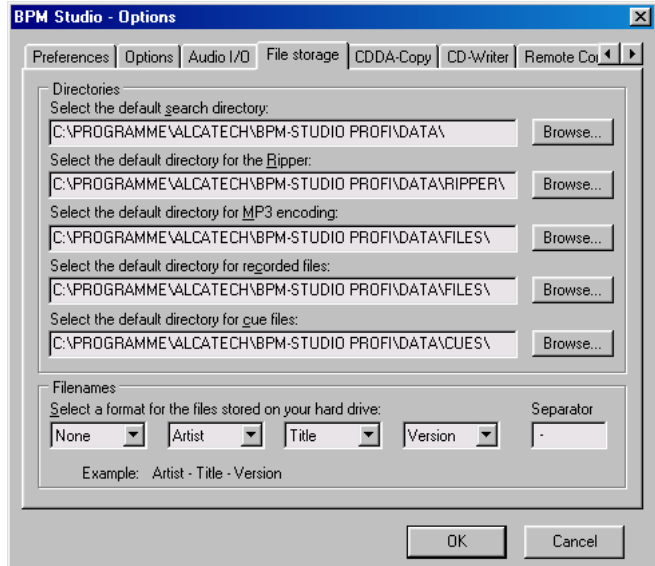 BPM Studio - Options
Preferences Options Audio I/O File storage CDDA-Copy CD-Writer Remote Co
Directories
Select the default search directory:
C:\PROGRAMME\ALCATECH\BPM-STUDIO PROFI\DATA\ Browse...
Select the default directory for the Ripper:
C:\PROGRAMME\ALCATECH\BPM-STUDIO PROFI\DATA\RIPPER\ Browse...
Select the default directory for MP3 encoding:
C:\PROGRAMME\ALCATECH\BPM-STUDIO PROFI\DATA\FILES\ Browse...
Select the default directory for recorded files:
C:\PROGRAMME\ALCATECH\BPM-STUDIO PROFI\DATA\FILES\ Browse...
Select the default directory for cue files:
C:\PROGRAMME\ALCATECH\BPM-STUDIO PROFI\DATA\CUES\ Browse...
Filenames
Select a format for the files stored on your hard drive: Separator
None Artist Title Version -
Example: Artist - Title - Version
OK Cancel